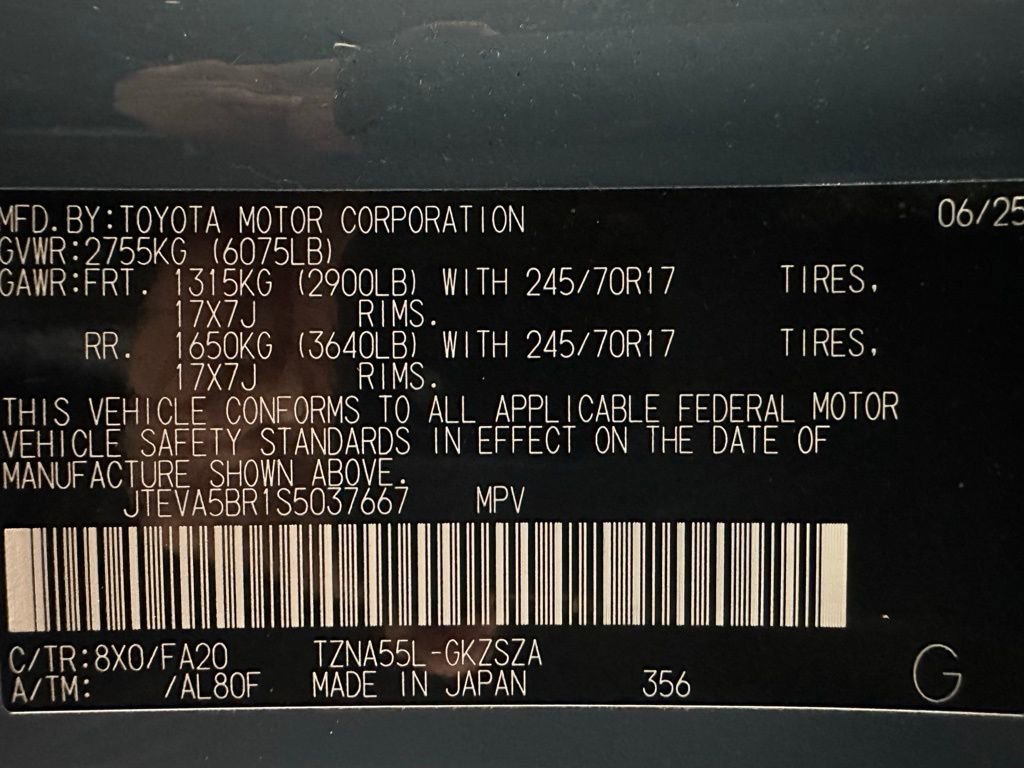 MFD. BY:TOYOTA MOTOR CORPORATION 06/25
GVWR:2755KG (6075LB)
GAWR:FRT. 1315KG (2900LB) WITH 245/70R17 TIRES,
17X7J RIMS.
RR. 1650KG (3640LB) WITH 245/70R17 TIRES,
17X7J RIMS.
THIS VEHICLE CONFORMS TO ALL APPLICABLE FEDERAL MOTOR
VEHICLE SAFETY STANDARDS IN EFFECT ON THE DATE OF
MANUFACTURE SHOWN ABOVE.
JTEVA5BR1S5037667 MPV
C/TR:8X0/FA20 TZNA55L-GKZSZA
A/TM: /AL80F MADE IN JAPAN 356
G